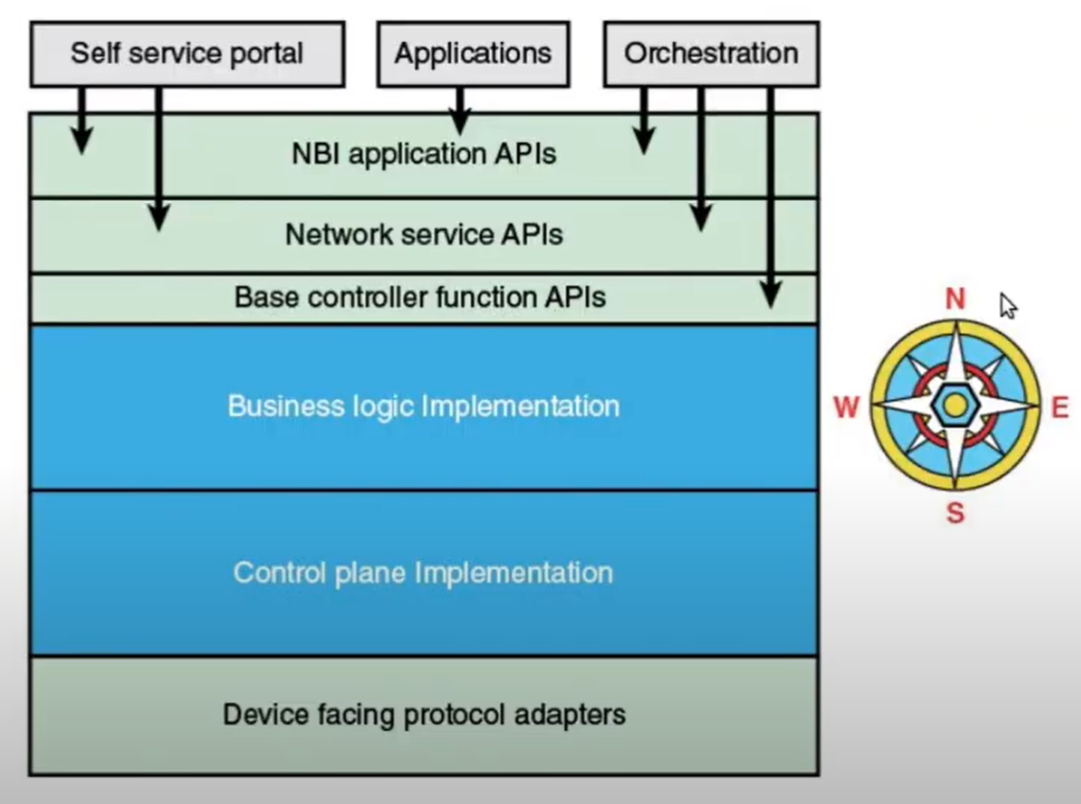 Self service portal
Applications
Orchestration
NBI application APIs
Network service APIs
Base controller function APIs
Business logic Implementation
Control plane Implementation
Device facing protocol adapters
N
W
E
S